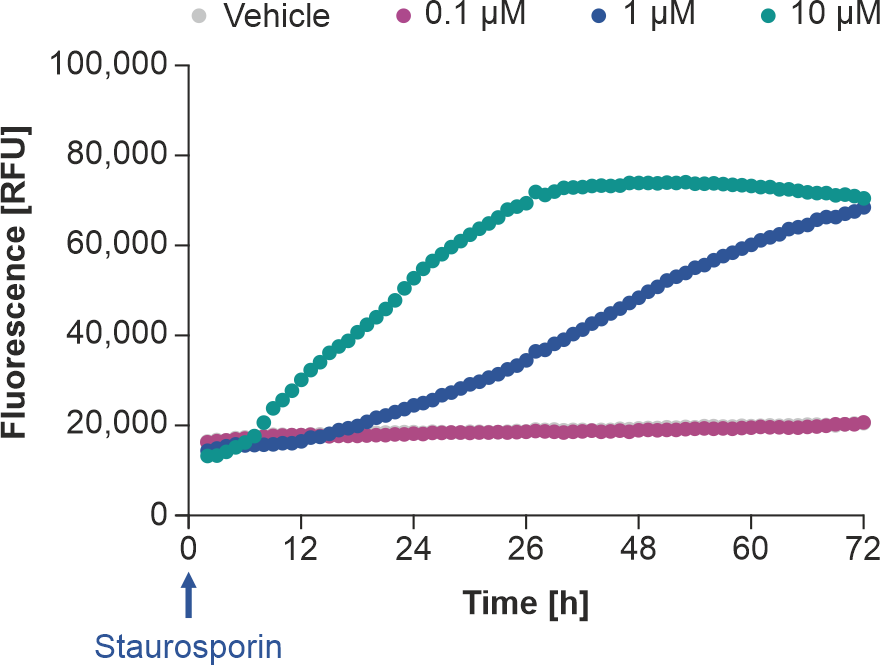 Vehicle 0.1 µM 1 µM 10 µM
100,000
80,000
60,000
40,000
20,000
0
Fluorescence [RFU]
0 12 24 26 48 60 72
Time [h]
Staurosporin